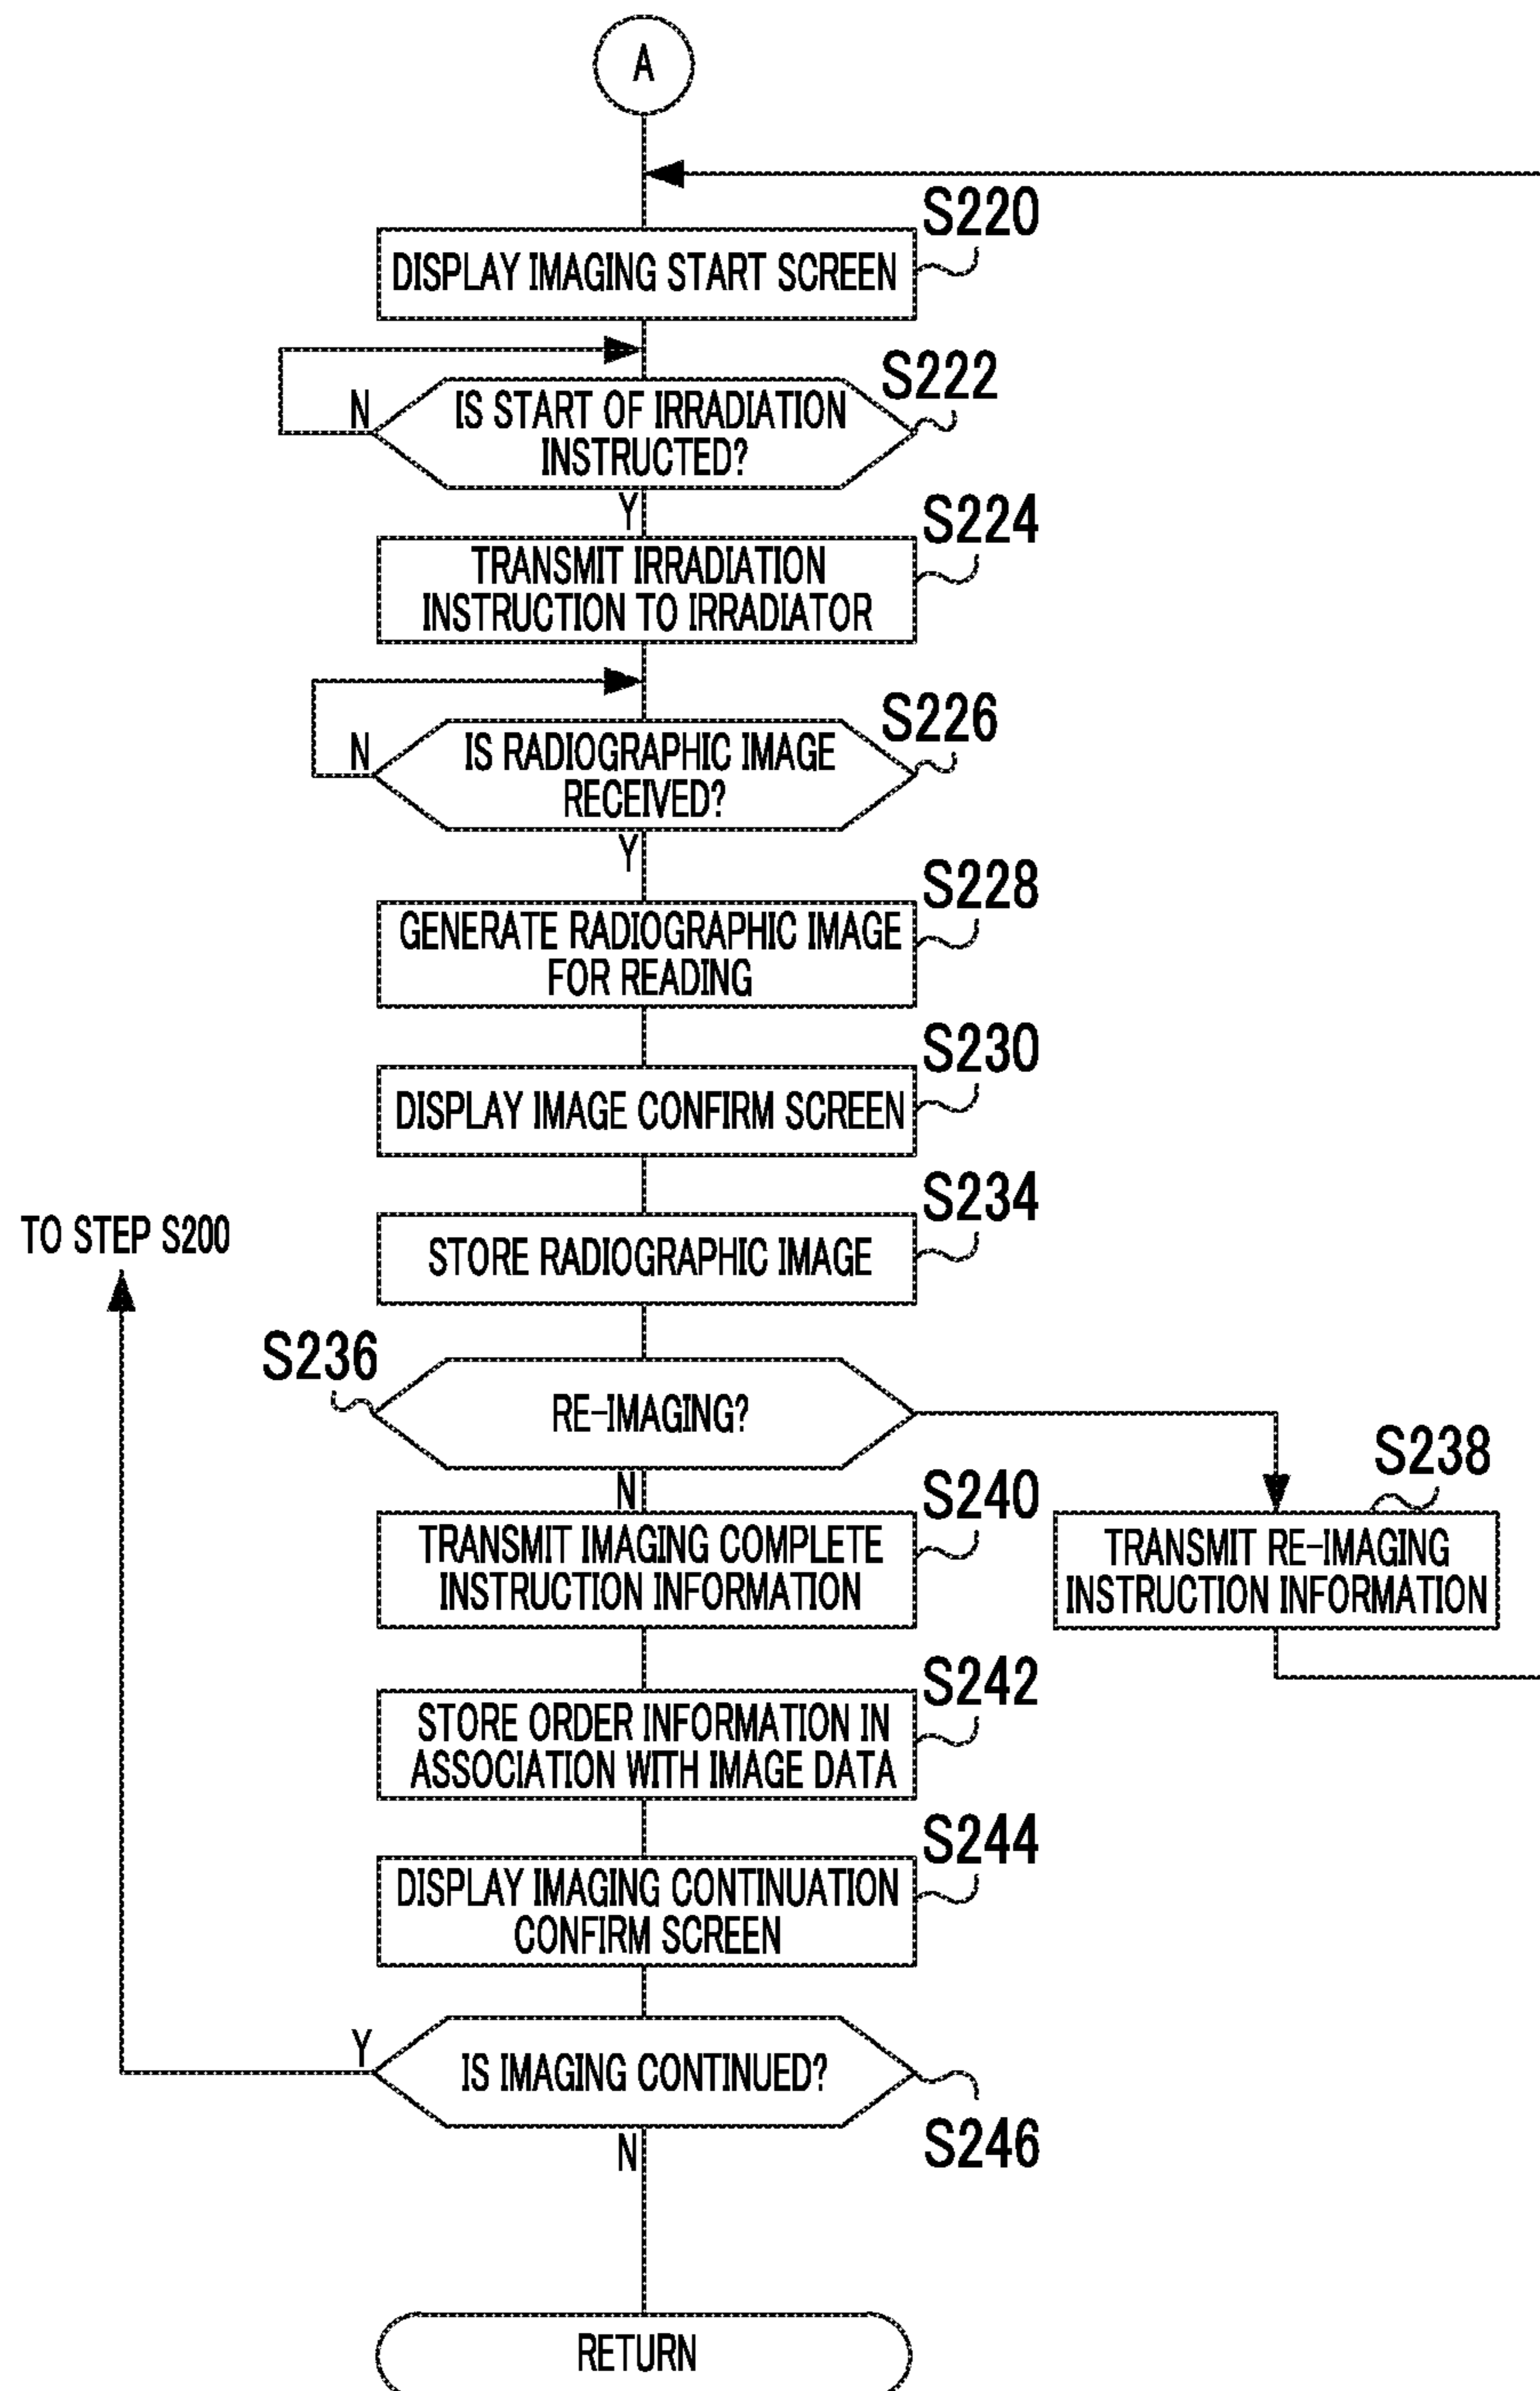 A
S220
DISPLAY IMAGING START SCREEN
S222
N
IS START OF IRRADIATION
INSTRUCTED?
Y
S224
TRANSMIT IRRADIATION
INSTRUCTION TO IRRADIATOR
S226
N
IS RADIOGRAPHIC IMAGE
RECEIVED?
Y
S228
GENERATE RADIOGRAPHIC IMAGE
FOR READING
S230
DISPLAY IMAGE CONFIRM SCREEN
S234
TO STEP S200
STORE RADIOGRAPHIC IMAGE
S236
RE-IMAGING?
S238
N
S240
TRANSMIT IMAGING COMPLETE
INSTRUCTION INFORMATION
TRANSMIT RE-IMAGING
INSTRUCTION INFORMATION
S242
STORE ORDER INFORMATION IN
ASSOCIATION WITH IMAGE DATA
S244
DISPLAY IMAGING CONTINUATION
CONFIRM SCREEN
Y
IS IMAGING CONTINUED?
S246
N
RETURN